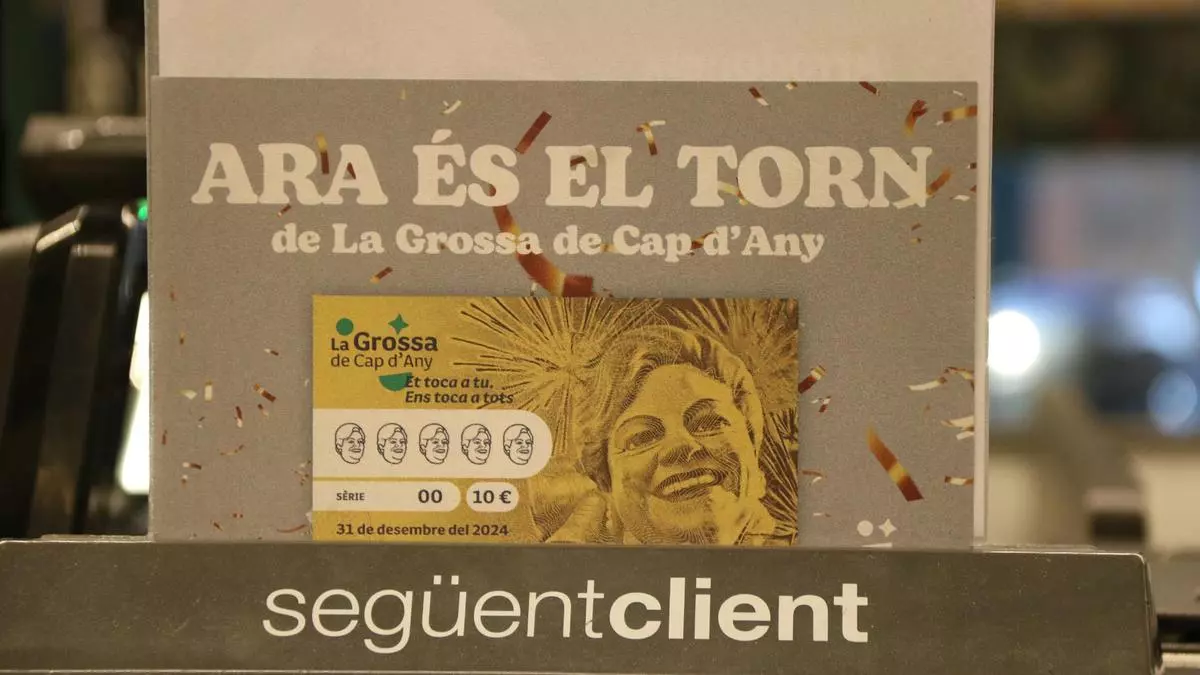 ARA ÉS EL TORN
de La Grossa de Cap d'Any
La Grossa
de Cap d'Any
Et toca a tu.
Ens toca a tots
SÈRIE 00 10 €
31 de desembre del 2024
següentclient